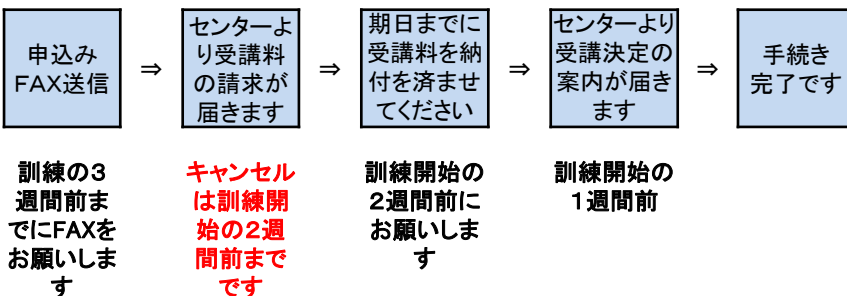 申込み
FAX送信
⇒
センターよ
り受講料
の請求が
届きます
⇒
期日までに
受講料を納
付を済ませ
てください
⇒
センターより
受講決定の
案内が届き
ます
⇒
手続き
完了です
訓練の3
週間前ま
でにFAXを
お願いしま
す
キャンセル
は訓練開
始の2週
間前まで
です
訓練開始の
2週間前に
お願いしま
す
訓練開始の
1週間前